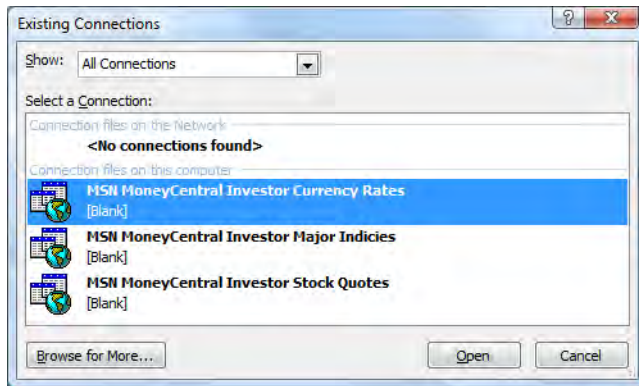 Existing Connections
Show: All Connections
Select a Connection:
Connection files on the Network
<No connections found>
Connection files on this computer
MSN MoneyCentral Investor Currency Rates
[Blank]
MSN MoneyCentral Investor Major Indicies
[Blank]
MSN MoneyCentral Investor Stock Quotes
[Blank]
Browse for More... Open Cancel